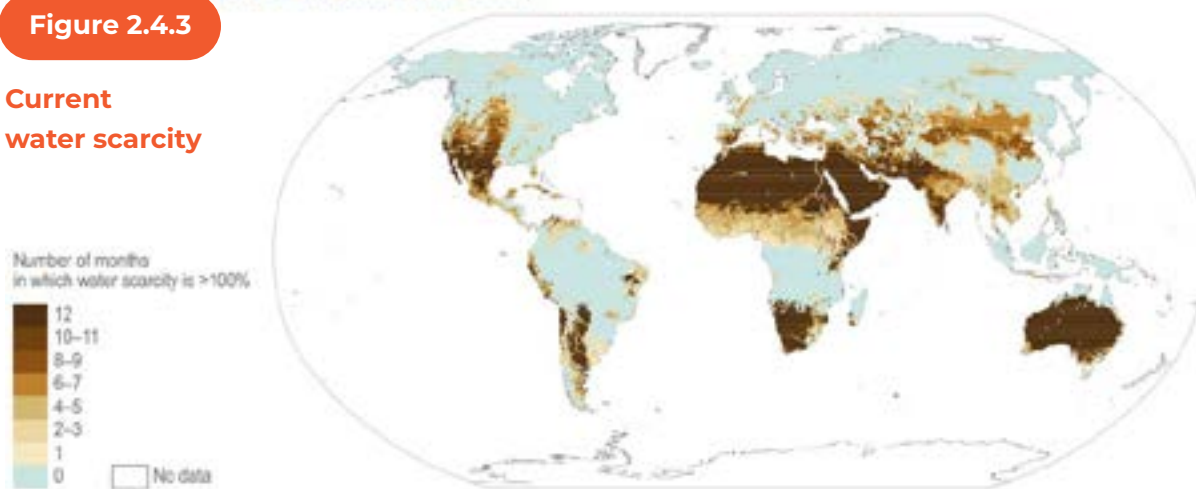 Figure 2.4.3
Current
water scarcity
Number of months
in which water scarcity is >100%
12
10–11
8–9
6–7
4–5
2–3
1
0
No data